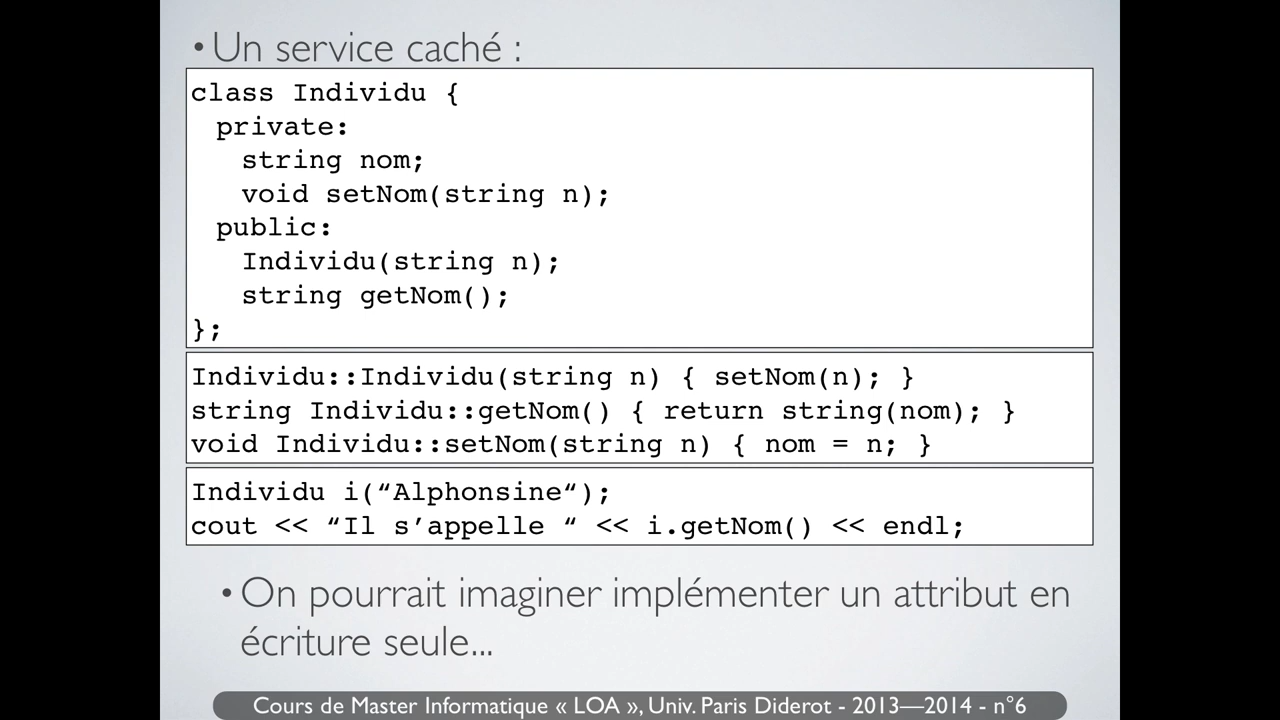 •Un service caché :
class Individu {
private:
string nom;
void setNom(string n);
public:
Individu(string n);
string getNom();
};
Individu::Individu(string n) { setNom(n); }
string Individu::getNom() { return string(nom); }
void Individu::setNom(string n) { nom = n; }
Individu i(“Alphonsine“);
cout << “Il s’appelle “ << i.getNom() << endl;
•On pourrait imaginer implémenter un attribut en
écriture seule...
Cours de Master Informatique « LOA », Univ. Paris Diderot - 2013—2014 - n°6